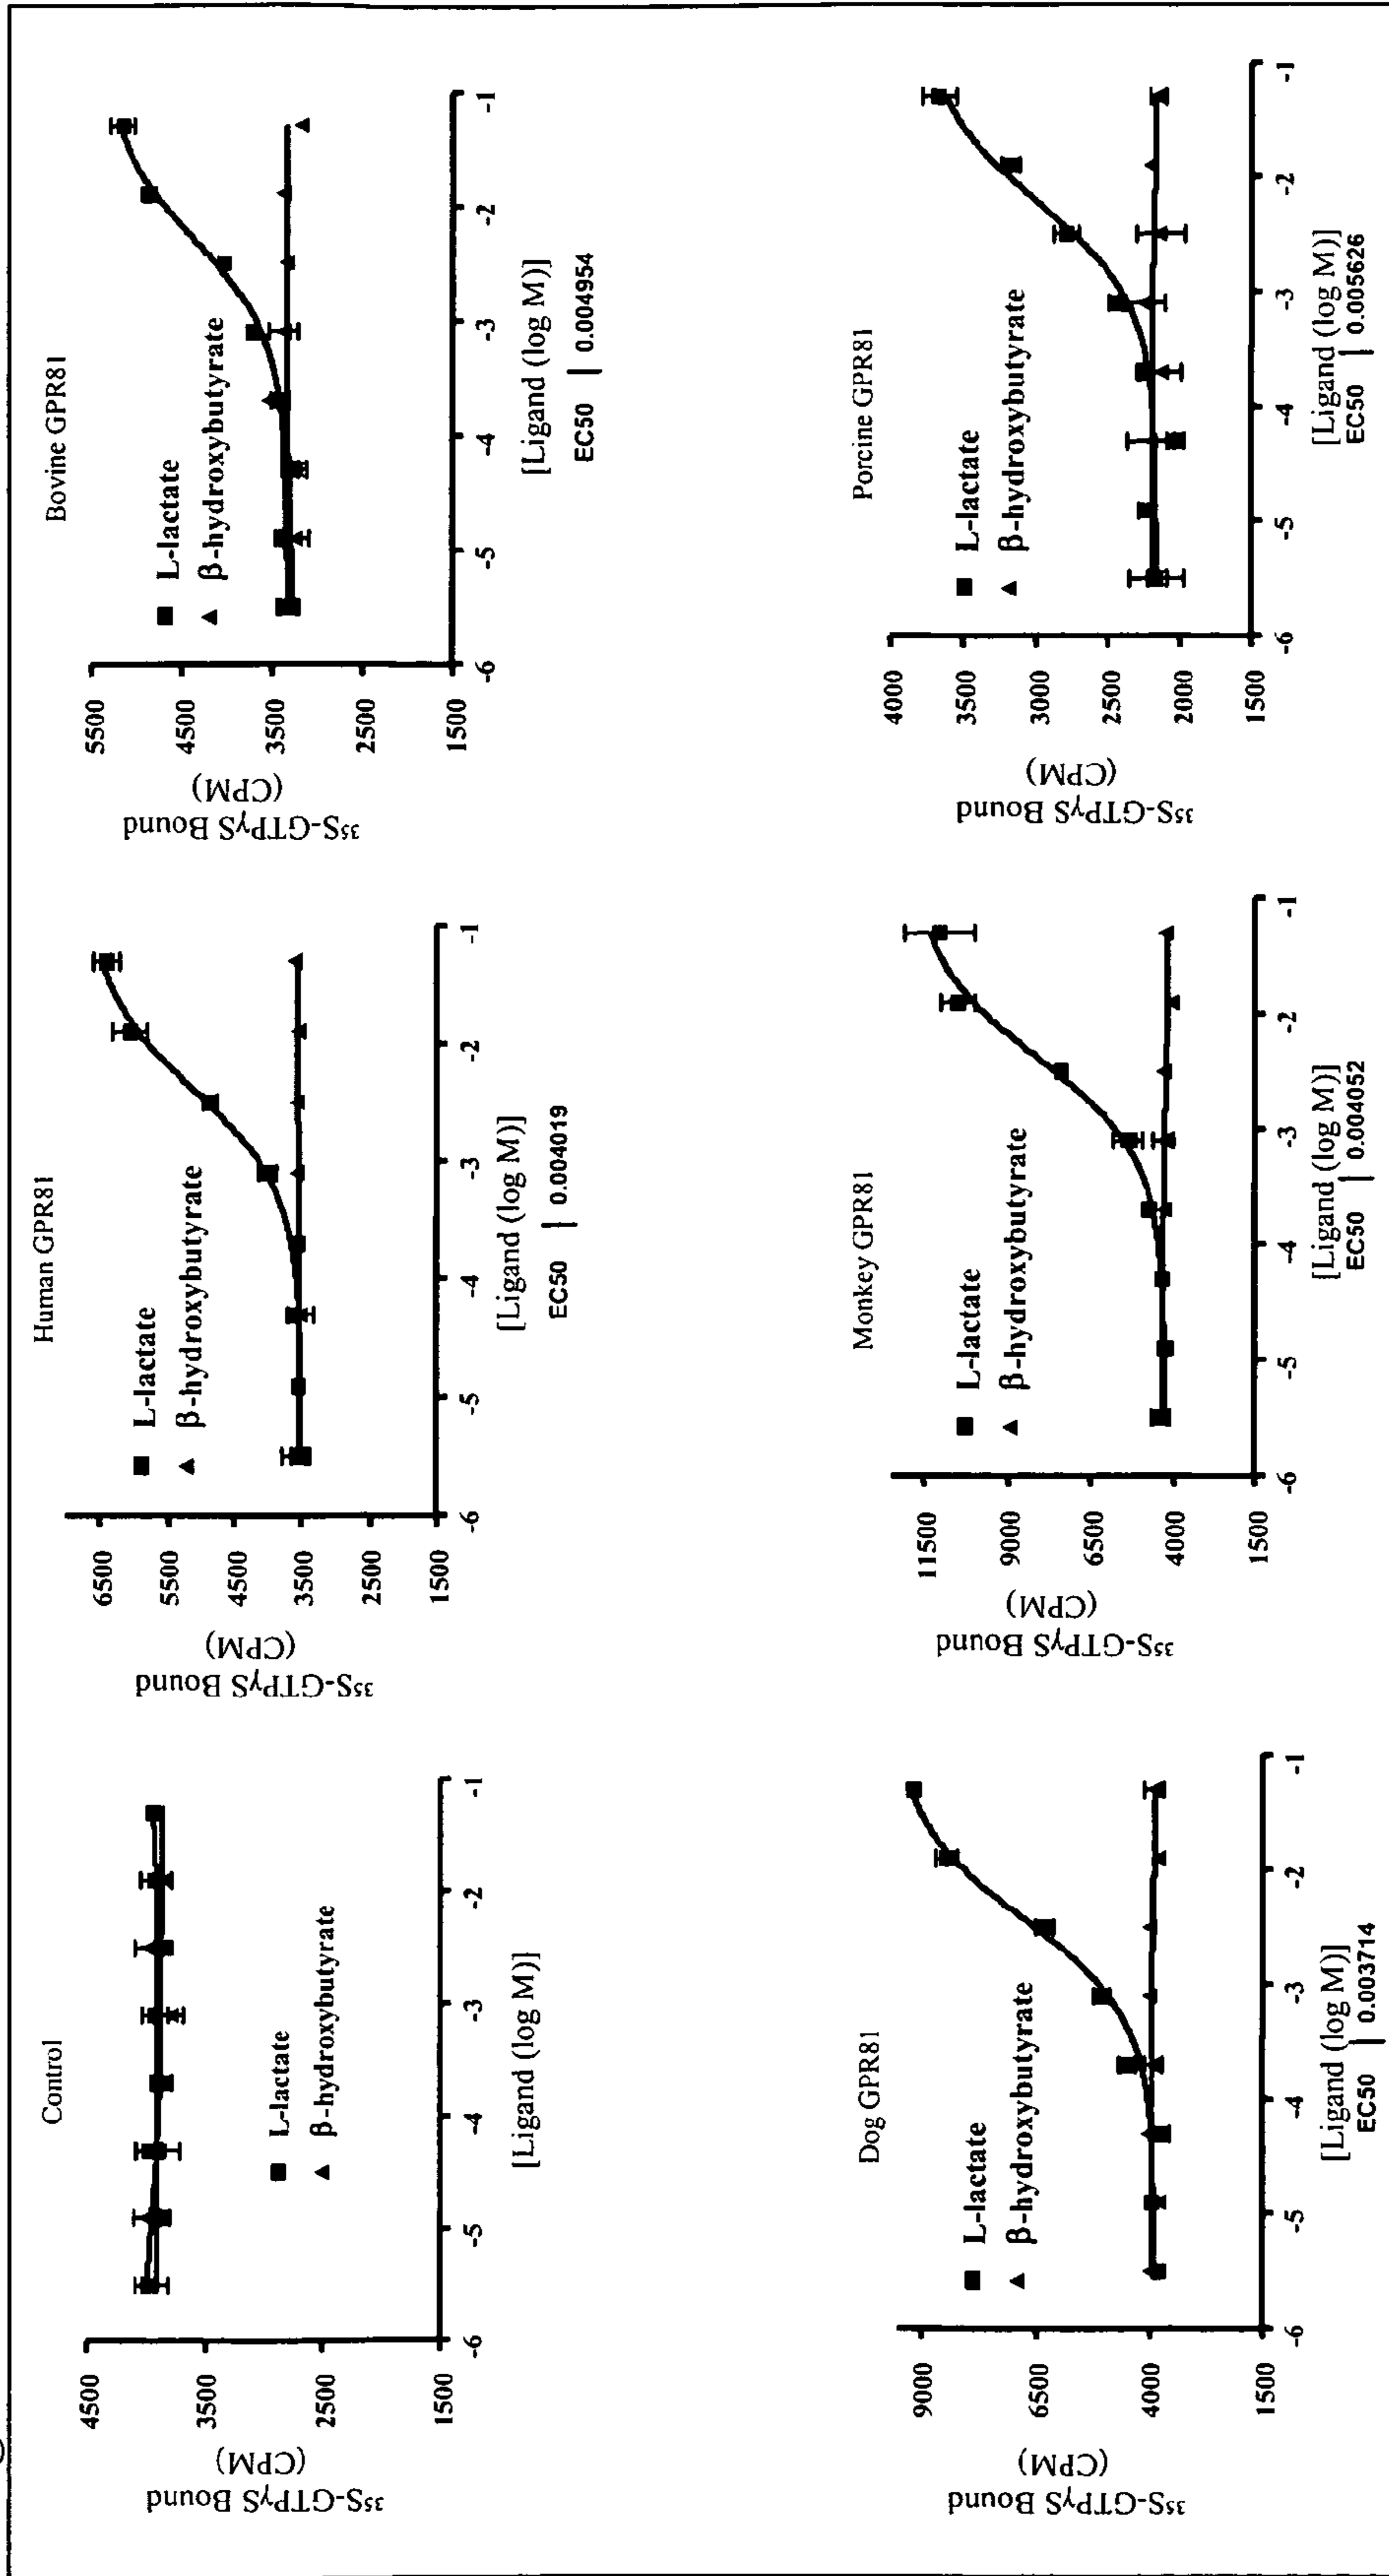 Control
4500
3500
2500
1500
³⁵S-GTPγS Bound
(CPM)
L-lactate
β-hydroxybutyrate
-6
-5
-4
-3
-2
-1
[Ligand (log M)]
Human GPR81
6500
5500
4500
3500
2500
1500
³⁵S-GTPγS Bound
(CPM)
L-lactate
β-hydroxybutyrate
-6
-5
-4
-3
-2
-1
[Ligand (log M)]
EC50 | 0.004019
Bovine GPR81
5500
4500
3500
2500
1500
³⁵S-GTPγS Bound
(CPM)
L-lactate
β-hydroxybutyrate
-6
-5
-4
-3
-2
-1
[Ligand (log M)]
EC50 | 0.004954
Dog GPR81
9000
6500
4000
1500
³⁵S-GTPγS Bound
(CPM)
L-lactate
β-hydroxybutyrate
-6
-5
-4
-3
-2
-1
[Ligand (log M)]
EC50 | 0.003714
Monkey GPR81
11500
9000
6500
4000
1500
³⁵S-GTPγS Bound
(CPM)
L-lactate
β-hydroxybutyrate
-6
-5
-4
-3
-2
-1
[Ligand (log M)]
EC50 | 0.004052
Porcine GPR81
4000
3500
3000
2500
2000
1500
³⁵S-GTPγS Bound
(CPM)
L-lactate
β-hydroxybutyrate
-6
-5
-4
-3
-2
-1
[Ligand (log M)]
EC50 | 0.005626